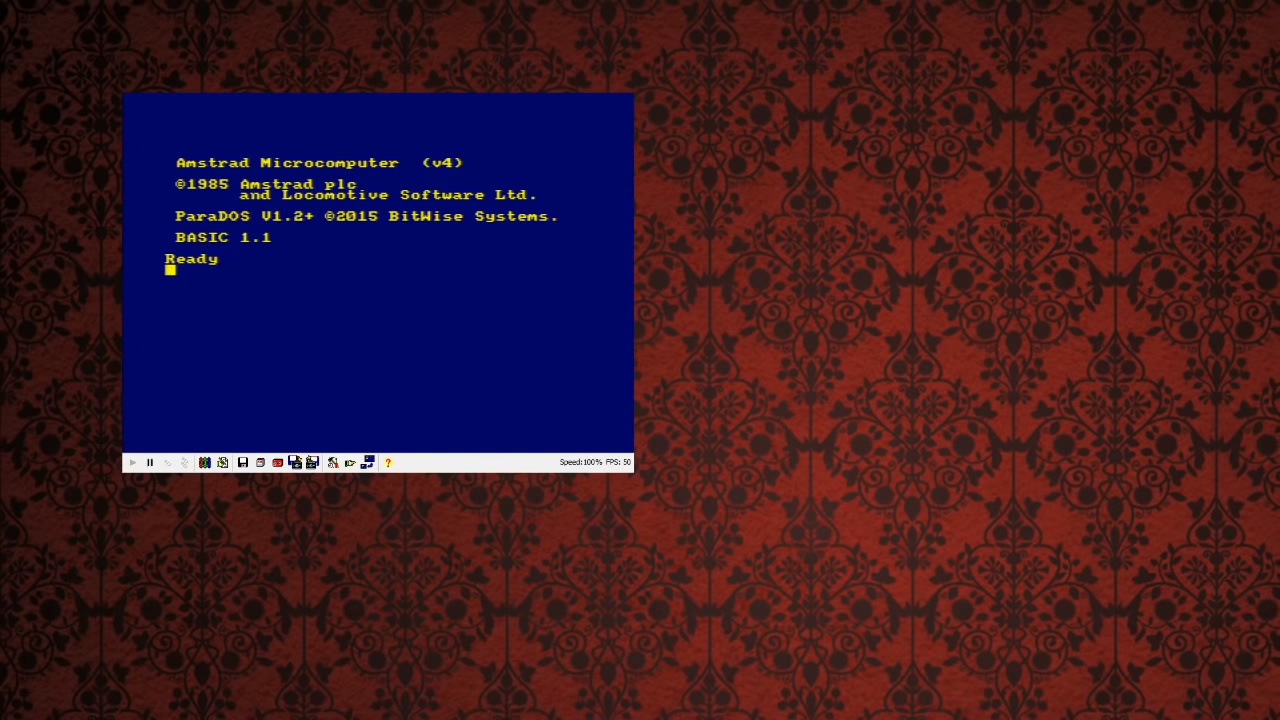 Amstrad Microcomputer (v4)
©1985 Amstrad plc
and Locomotive Software Ltd.
ParaDOS V1.2+ ©2015 BitWise Systems.
BASIC 1.1
Ready
Speed:100% FPS: 50